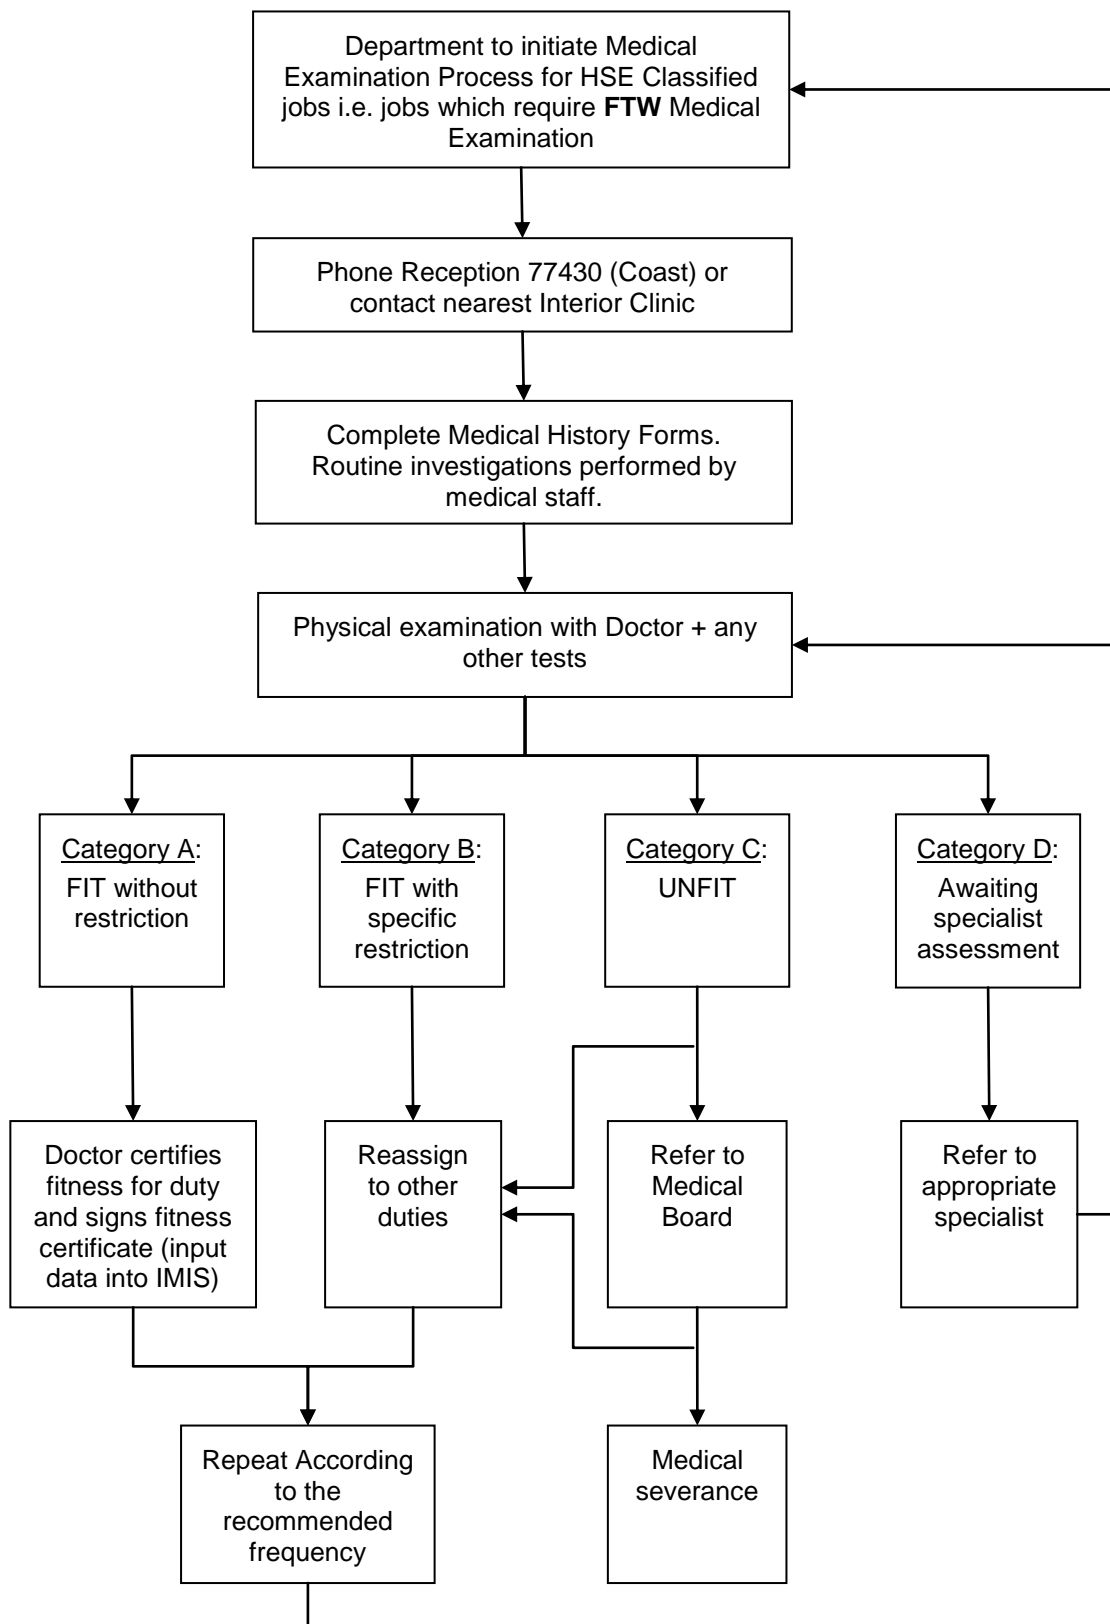 Department to initiate Medical
Examination Process for HSE Classified
jobs i.e. jobs which require FTW Medical
Examination
Phone Reception 77430 (Coast) or
contact nearest Interior Clinic
Complete Medical History Forms.
Routine investigations performed by
medical staff.
Physical examination with Doctor + any
other tests
Category A:
FIT without
restriction
Category B:
FIT with
specific
restriction
Category C:
UNFIT
Category D:
Awaiting
specialist
assessment
Doctor certifies
fitness for duty
and signs fitness
certificate (input
data into IMIS)
Reassign
to other
duties
Refer to
Medical
Board
Refer to
appropriate
specialist
Repeat According
to the
recommended
frequency
Medical
severance